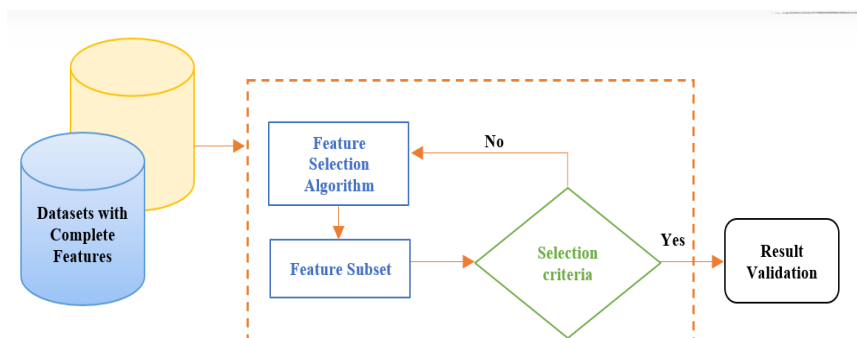 Datasets with
Complete
Features
Feature
Selection
Algorithm
Feature Subset
No
Selection
criteria
Yes
Result
Validation